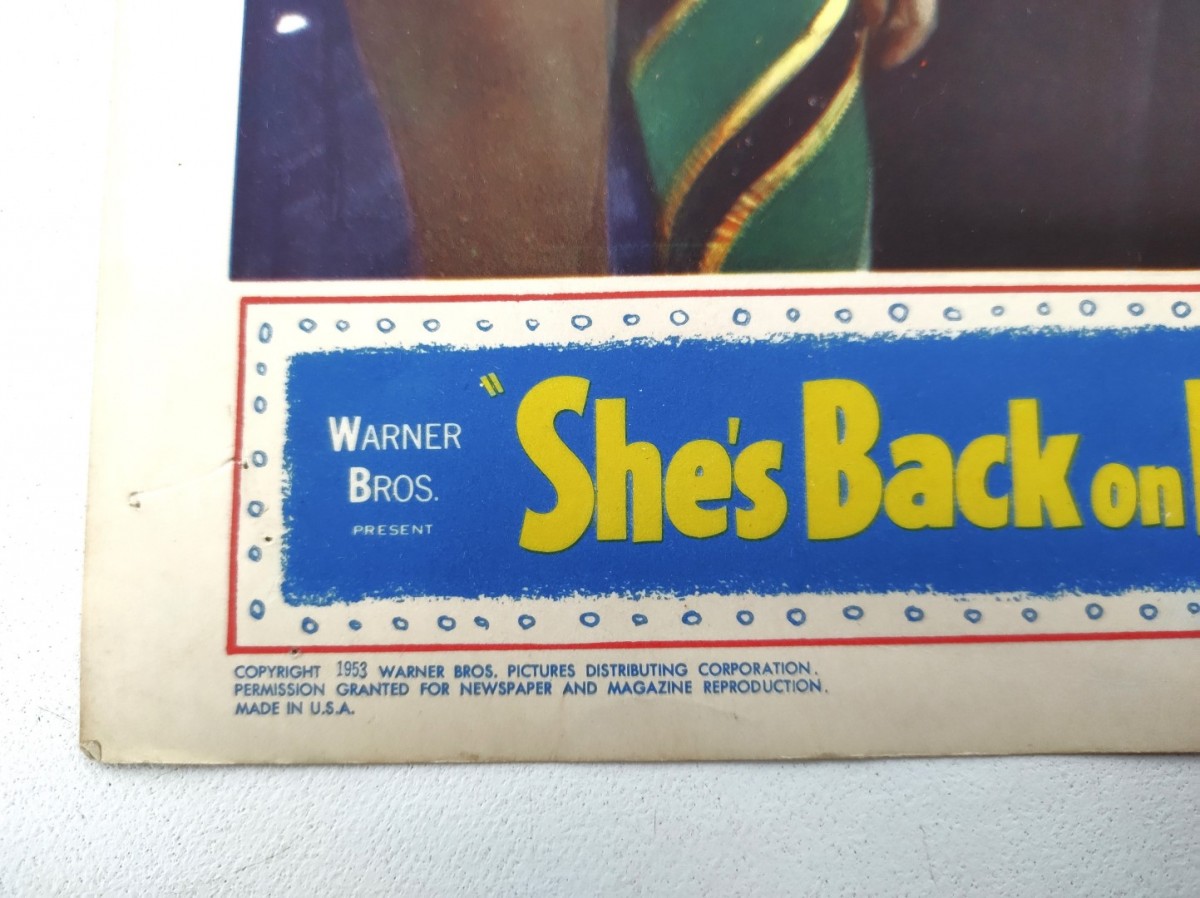 WARNER
BROS.
PRESENT
"She's Back on
COPYRIGHT 1953 WARNER BROS. PICTURES DISTRIBUTING CORPORATION.
PERMISSION GRANTED FOR NEWSPAPER AND MAGAZINE REPRODUCTION.
MADE IN U.S.A.